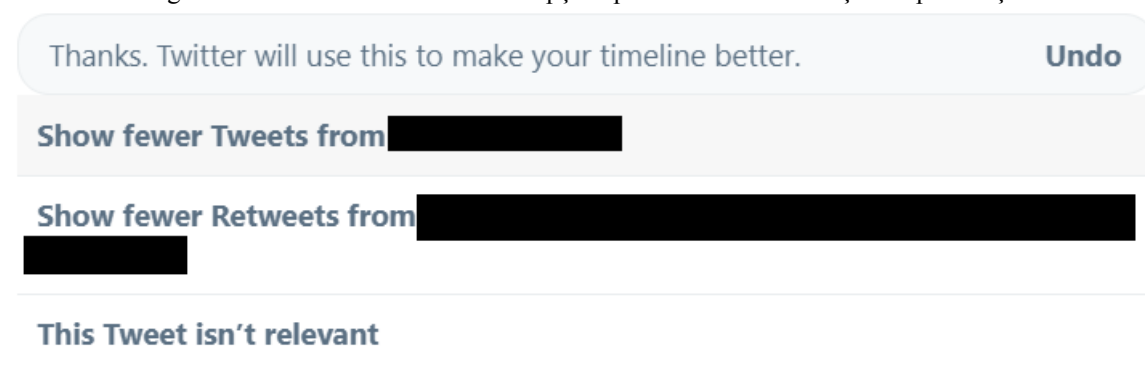 Thanks. Twitter will use this to make your timeline better. Undo
Show fewer Tweets from
Show fewer Retweets from
This Tweet isn’t relevant